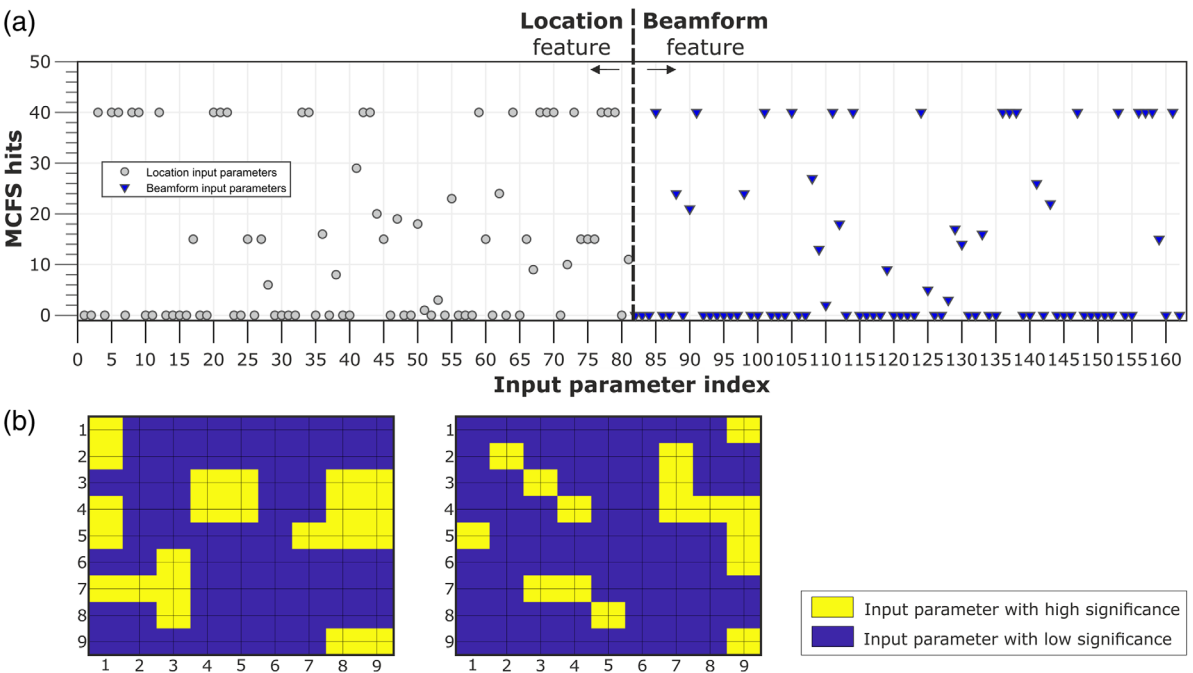 (a)
Location Beamform
feature feature
50
40
30
20
10
0
MCFS hits
Location input parameters
Beamform input parameters
0 5 10 15 20 25 30 35 40 45 50 55 60 65 70 75 80 85 90 95 100 105 110 115 120 125 130 135 140 145 150 155 160
Input parameter index
(b)
1
2
3
4
5
6
7
8
9
1 2 3 4 5 6 7 8 9
1
2
3
4
5
6
7
8
9
1 2 3 4 5 6 7 8 9
Input parameter with high significance
Input parameter with low significance